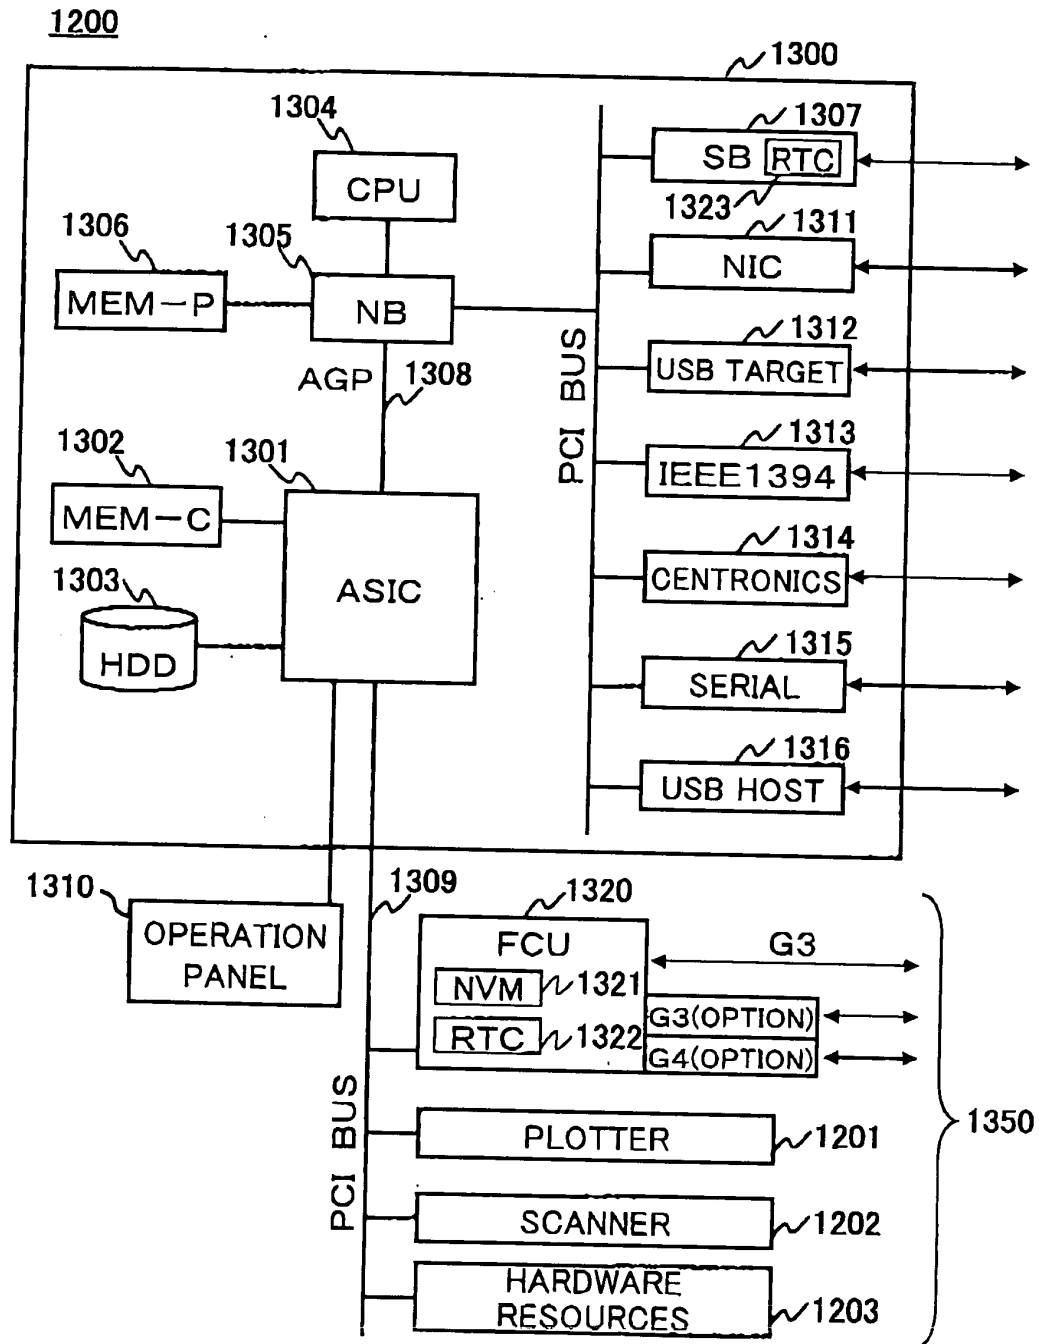 1200
1300
1304
CPU
1306
MEM-P
1305
NB
AGP
1308
1302
MEM-C
1301
ASIC
1303
HDD
PCI BUS
1307
SB RTC
1323
1311
NIC
1312
USB TARGET
1313
IEEE1394
1314
CENTRONICS
1315
SERIAL
1316
USB HOST
1310
OPERATION
PANEL
1309
PCI BUS
1320
FCU
NVM 1321
RTC 1322
G3
G3(OPTION)
G4(OPTION)
PLOTTER 1201
SCANNER 1202
HARDWARE
RESOURCES 1203
1350